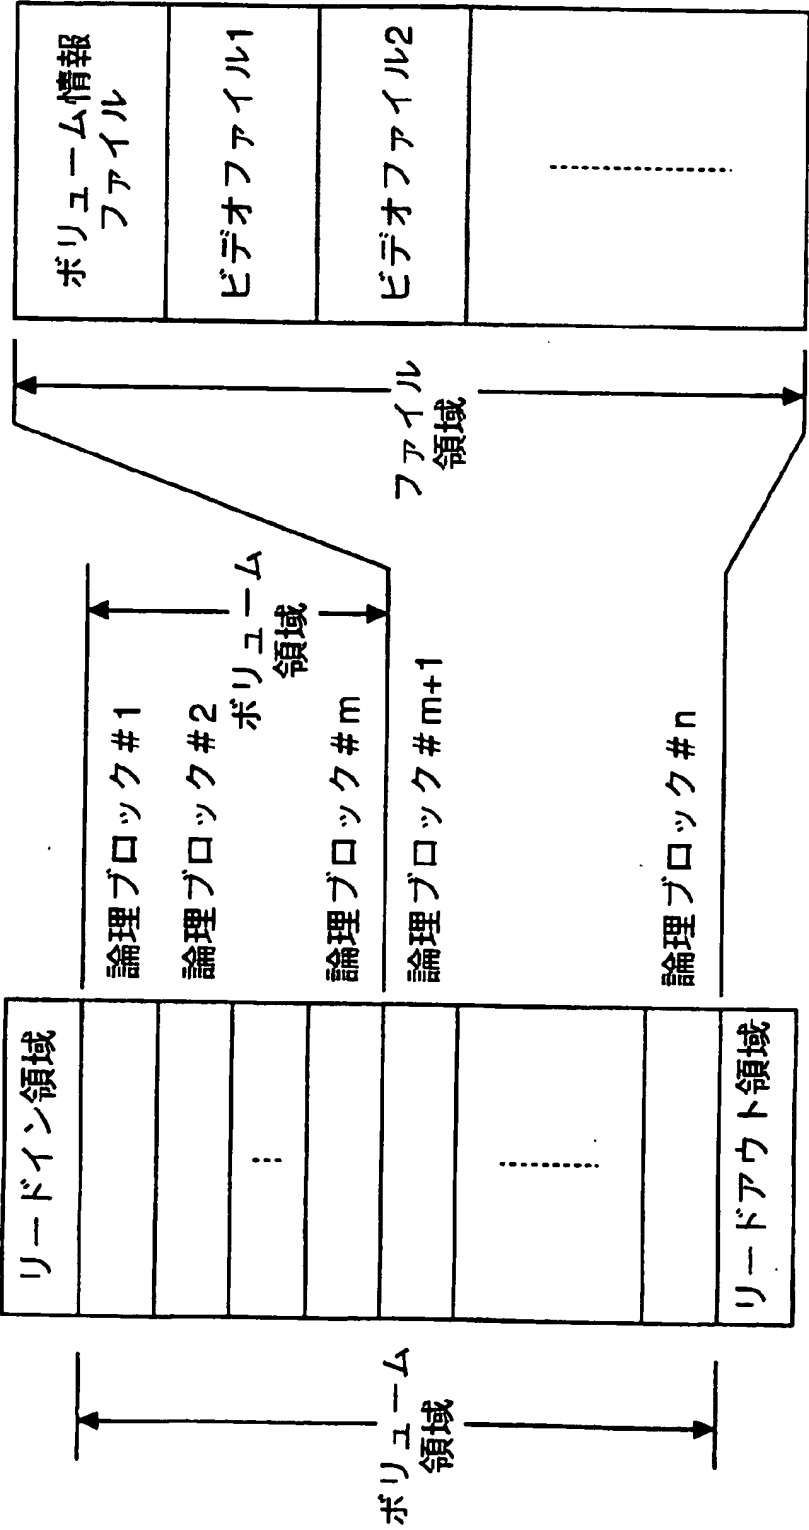 ボリューム
領域
リードイン領域
リードアウト領域
論理ブロック#1
論理ブロック#2
論理ブロック#m
論理ブロック#m+1
論理ブロック#n
ボリューム
領域
ファイル
領域
ボリューム情報
ファイル
ビデオファイル1
ビデオファイル2